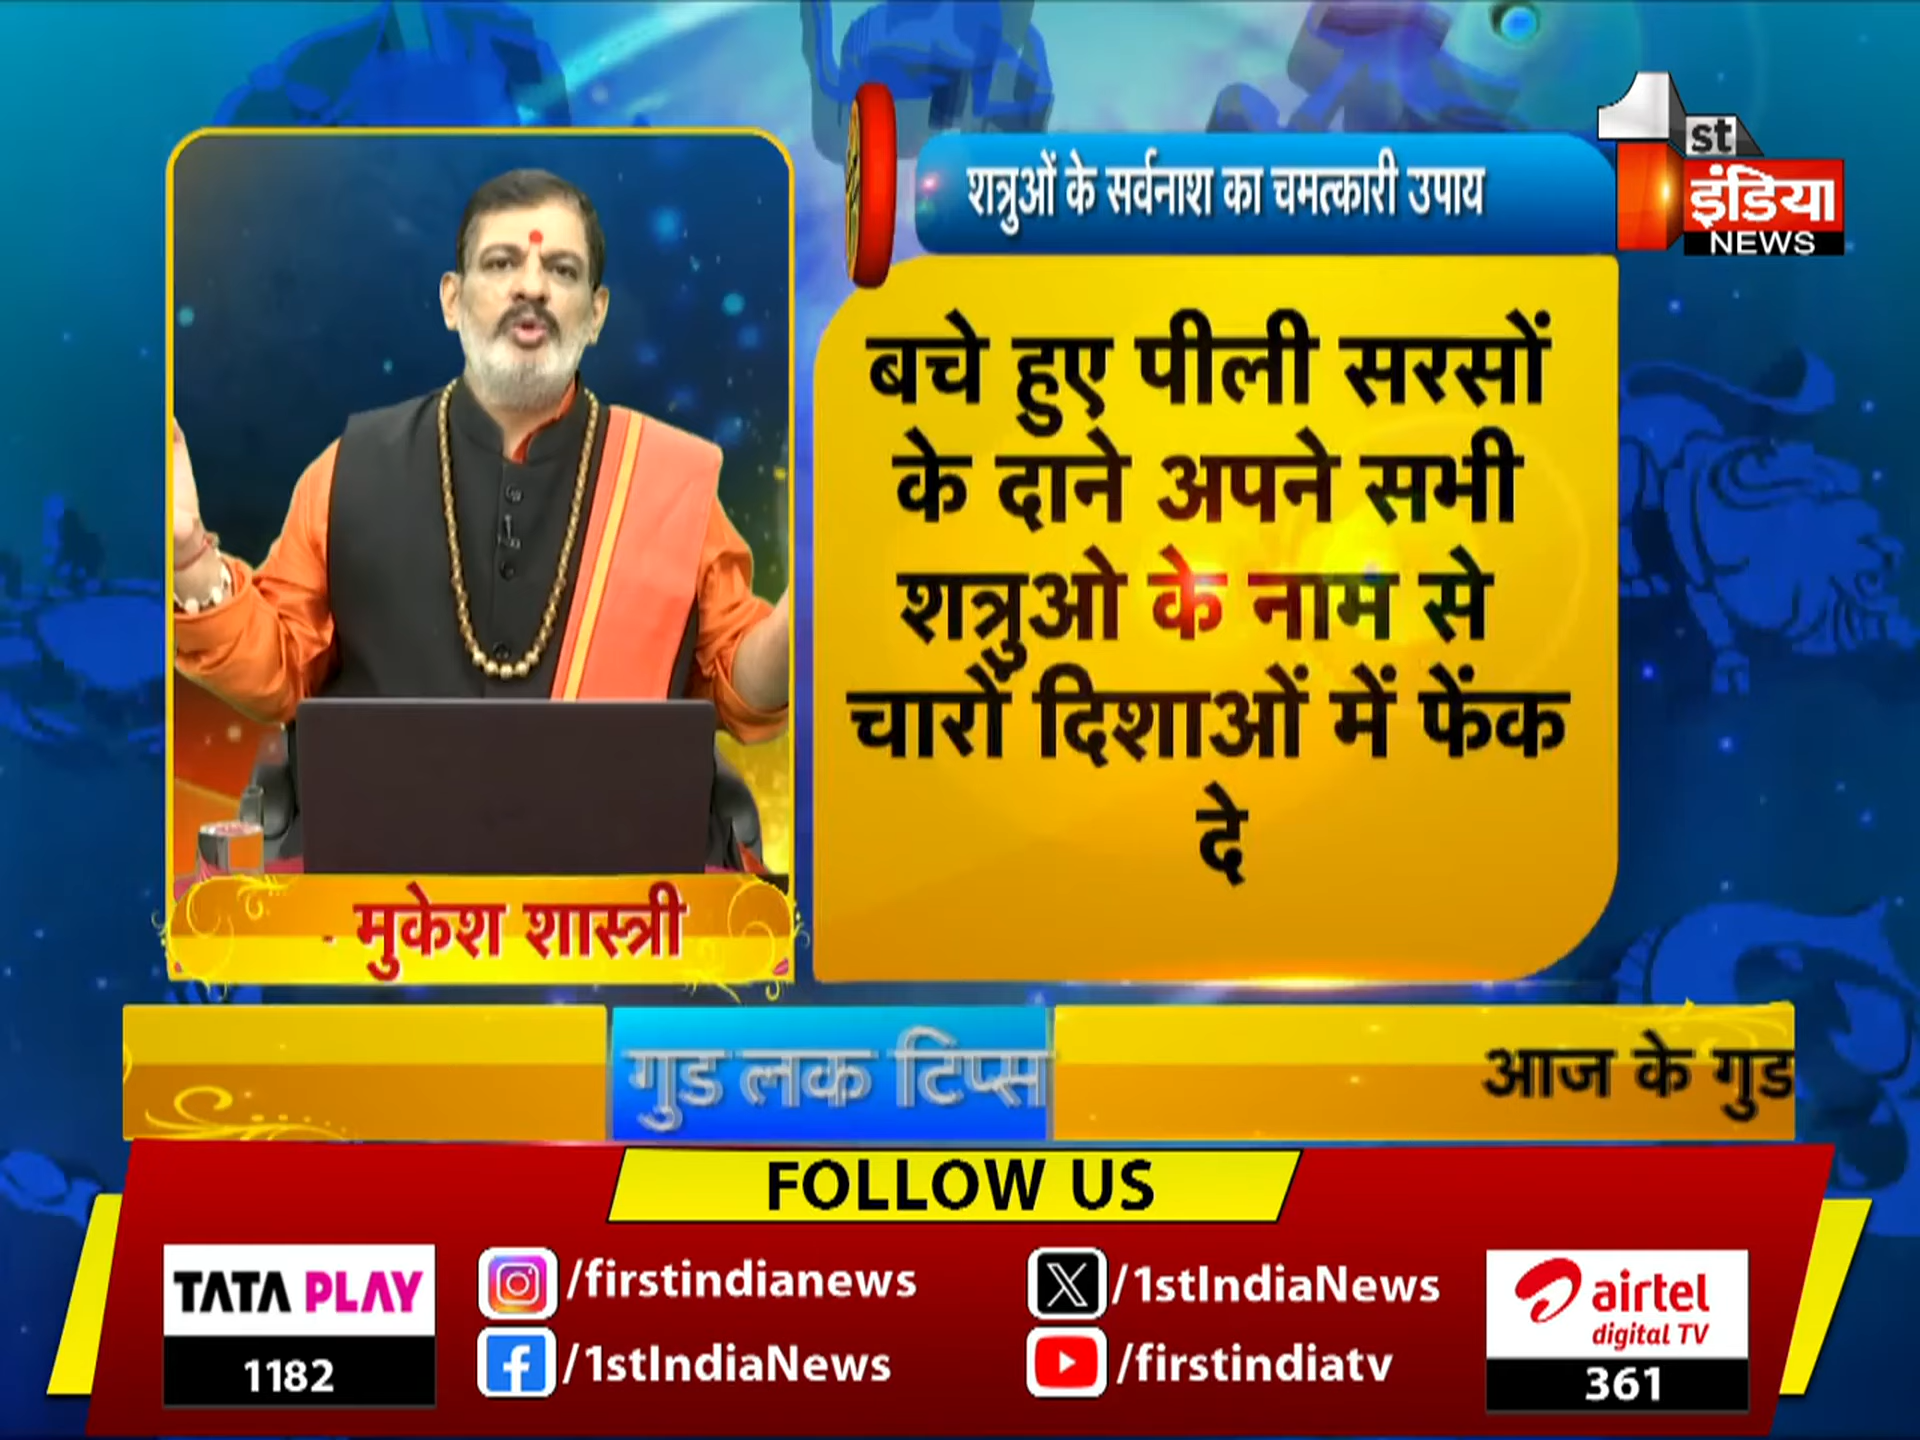 शत्रुओं के सर्वनाश का चमत्कारी उपाय
1st
इंडिया
NEWS
बचे हुए पीली सरसों
के दाने अपने सभी
शत्रुओ के नाम से
चारों दिशाओं में फेंक
दे
- मुकेश शास्त्री
गुड लक टिप्स
आज के गुड
FOLLOW US
TATA PLAY
1182
/firstindianews
/1stIndiaNews
/1stIndiaNews
/firstindiatv
airtel
digital TV
361